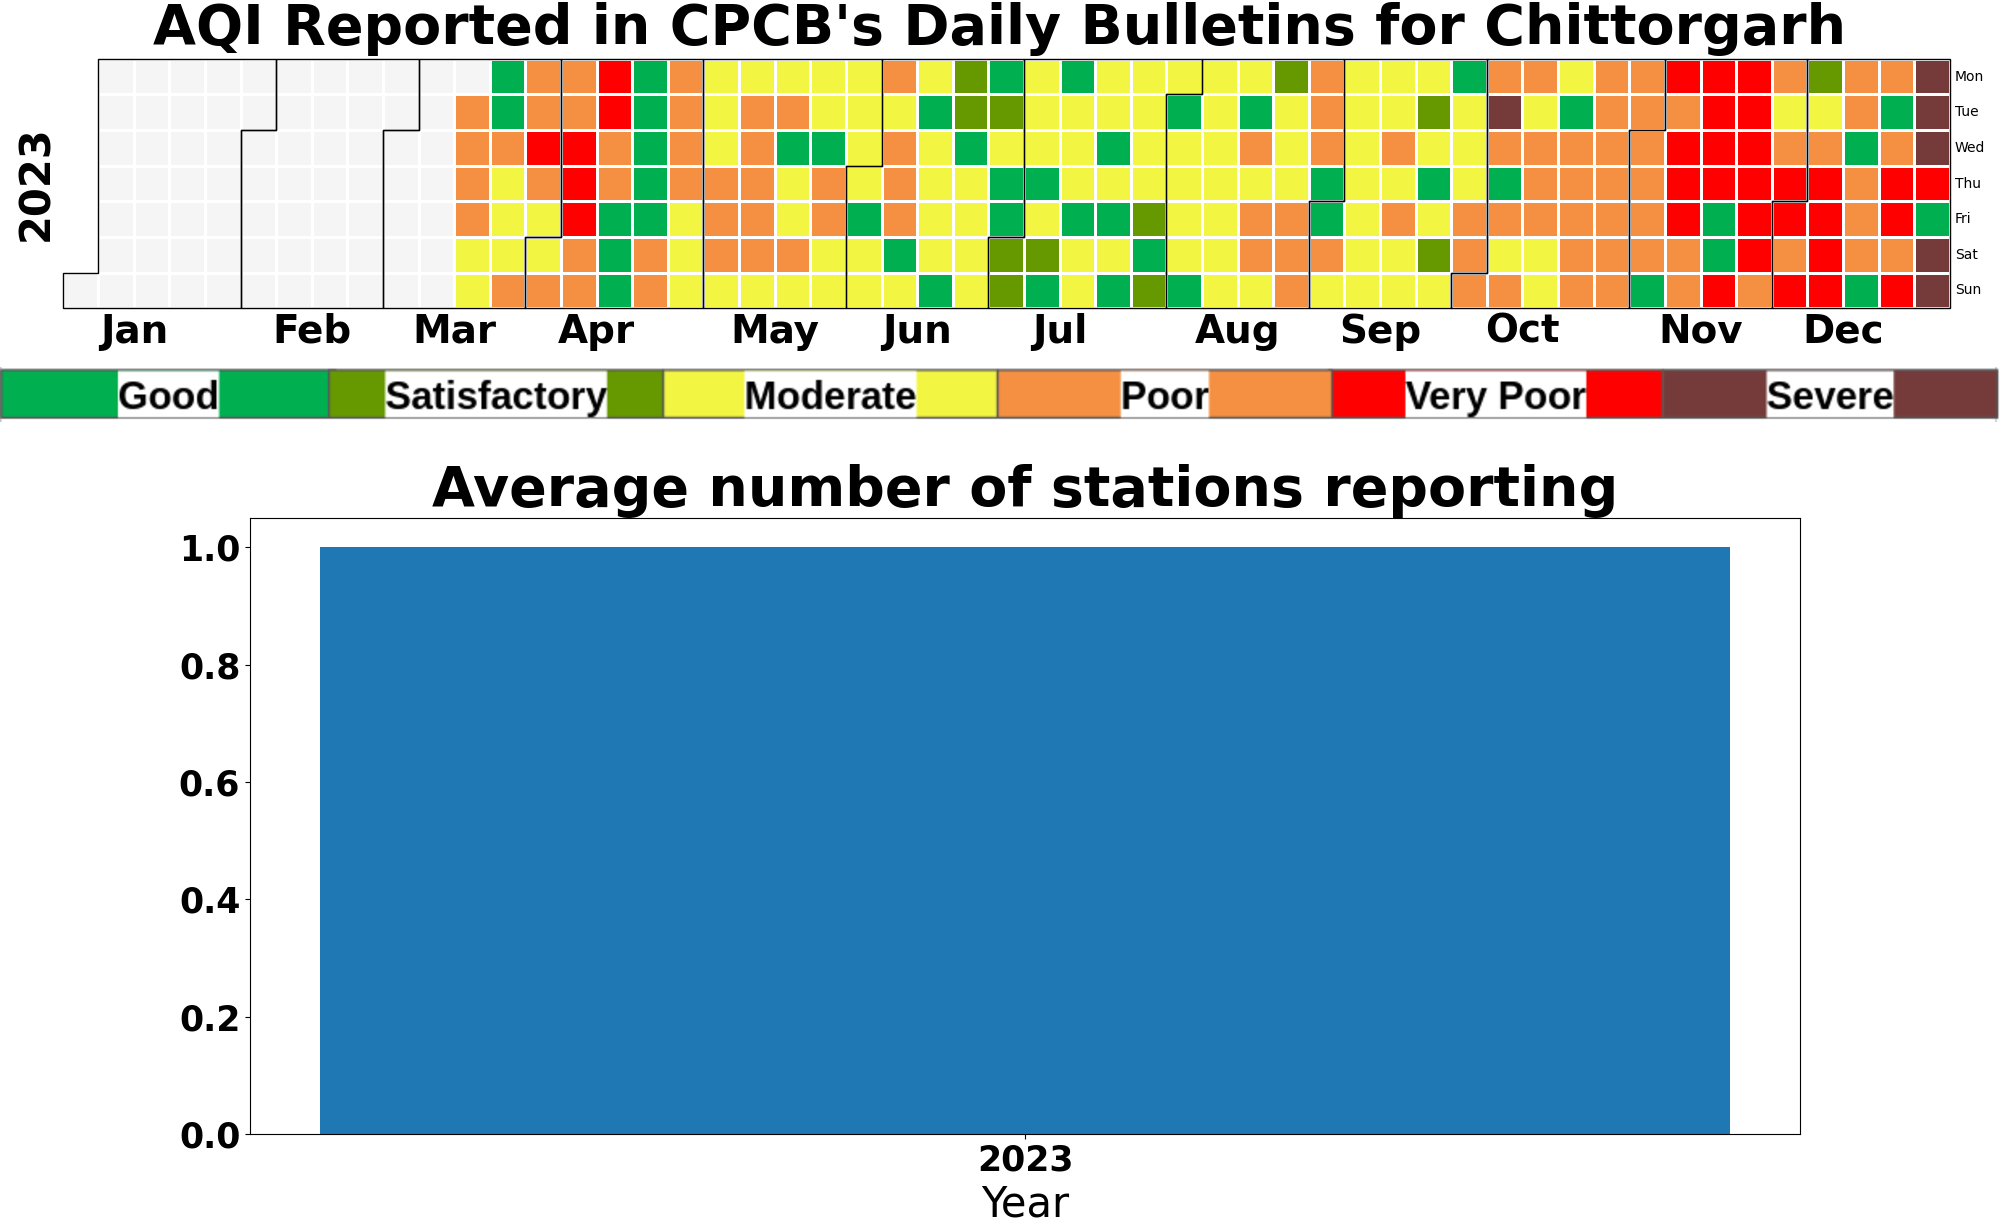 AQI Reported in CPCB's Daily Bulletins for Chittorgarh
2023
Mon
Tue
Wed
Thu
Fri
Sat
Sun
Jan Feb Mar Apr May Jun Jul Aug Sep Oct Nov Dec
Good Satisfactory Moderate Poor Very Poor Severe
Average number of stations reporting
1.0
0.8
0.6
0.4
0.2
0.0
2023
Year